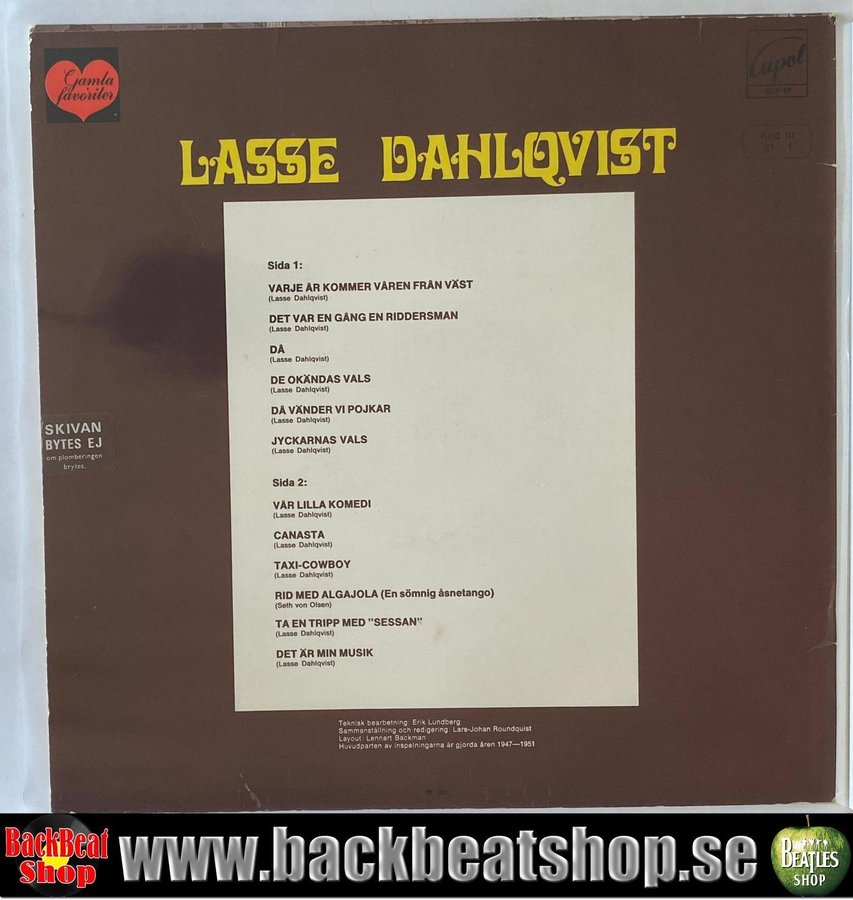 Gamla
favoriter
Cupol
LASSE DAHLQVIST
Sida 1:
VARJE ÅR KOMMER VÅREN FRÅN VÄST
(Lasse Dahlqvist)
DET VAR EN GÅNG EN RIDDERSMAN
(Lasse Dahlqvist)
DÅ
(Lasse Dahlqvist)
DE OKÄNDAS VALS
(Lasse Dahlqvist)
DÅ VÄNDER VI POJKAR
(Lasse Dahlqvist)
JYCKARNAS VALS
(Lasse Dahlqvist)
SKIVAN
BYTES EJ
om plomberingen
brytes.
Sida 2:
VÅR LILLA KOMEDI
(Lasse Dahlqvist)
CANASTA
(Lasse Dahlqvist)
TAXI-COWBOY
(Lasse Dahlqvist)
RID MED ALGAJOLA (En sömnig åsnetango)
(Seth von Olsen)
TA EN TRIPP MED ”SESSAN”
(Lasse Dahlqvist)
DET ÄR MIN MUSIK
(Lasse Dahlqvist)
Teknisk bearbetning: Erik Lundberg
Sammanställning och redigering: Lars-Johan Roundquist
Layout: Lennart Backman
Huvudparten av inspelningarna är gjorda åren 1947—1951
BackBeat
Shop
www.backbeatshop.se
BEATLES
SHOP